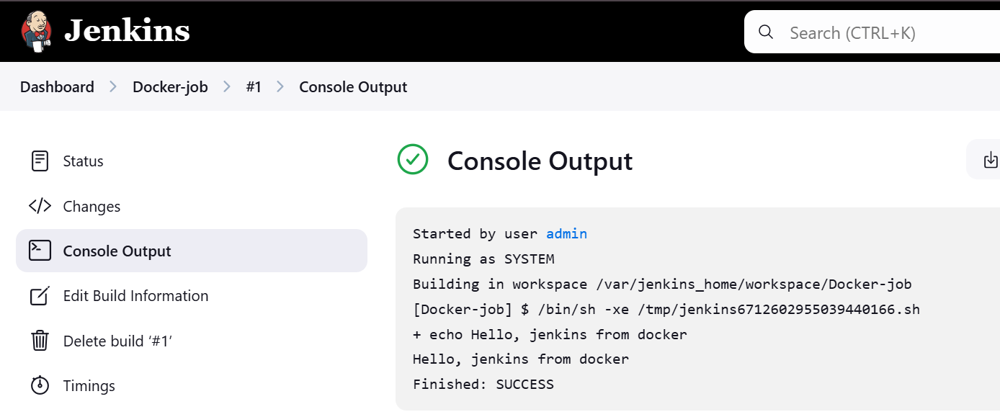 Jenkins
Search (CTRL+K)
Dashboard > Docker-job > #1 > Console Output
Status
Changes
Console Output
Edit Build Information
Delete build ‘#1’
Timings
Console Output
Started by user admin
Running as SYSTEM
Building in workspace /var/jenkins_home/workspace/Docker-job
[Docker-job] $ /bin/sh -xe /tmp/jenkins6712602955039440166.sh
+ echo Hello, jenkins from docker
Hello, jenkins from docker
Finished: SUCCESS